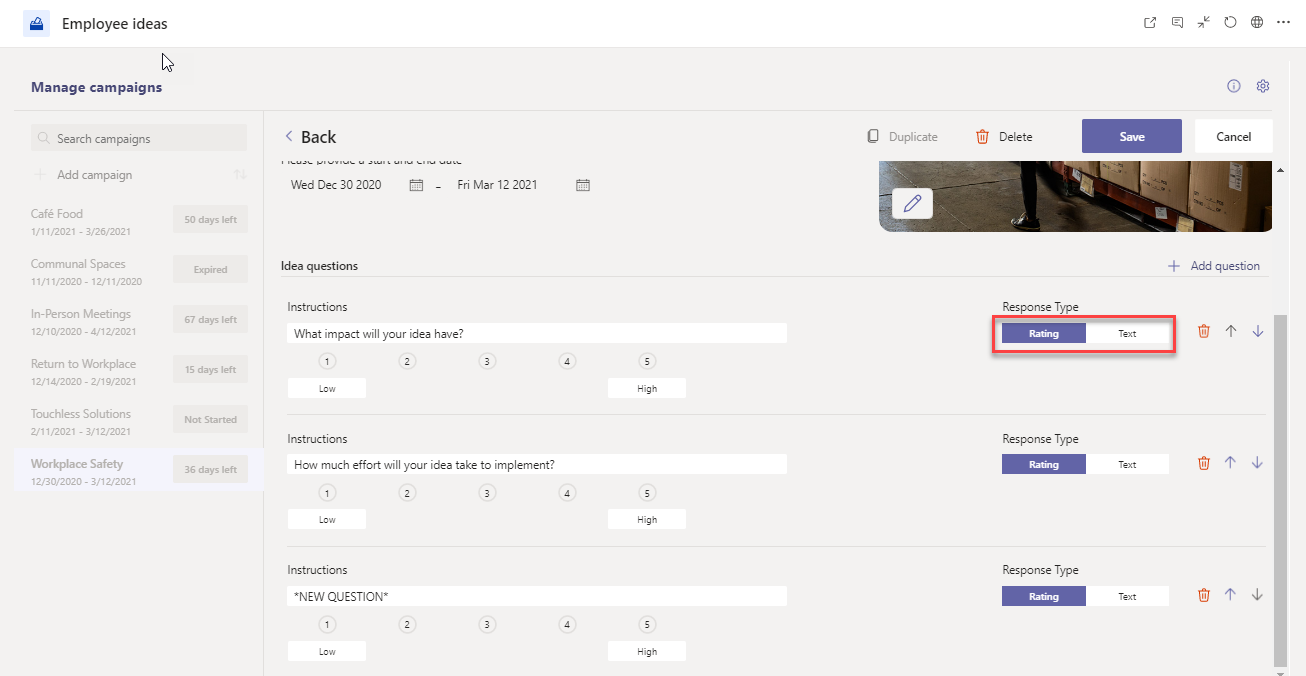 Employee ideas
Manage campaigns
Search campaigns
Add campaign
Café Food
1/11/2021 - 3/26/2021
50 days left
Communal Spaces
11/11/2020 - 12/11/2020
Expired
In-Person Meetings
12/10/2020 - 4/12/2021
67 days left
Return to Workplace
12/14/2020 - 2/19/2021
15 days left
Touchless Solutions
2/11/2021 - 3/12/2021
Not Started
Workplace Safety
12/30/2020 - 3/12/2021
36 days left
Back
Duplicate
Delete
Save
Cancel
Please provide a start and end date
Wed Dec 30 2020 – Fri Mar 12 2021
Idea questions
Add question
Instructions
Response Type
What impact will your idea have?
Rating Text
1 2 3 4 5
Low High
Instructions
Response Type
How much effort will your idea take to implement?
Rating Text
1 2 3 4 5
Low High
Instructions
Response Type
*NEW QUESTION*
Rating Text
1 2 3 4 5
Low High